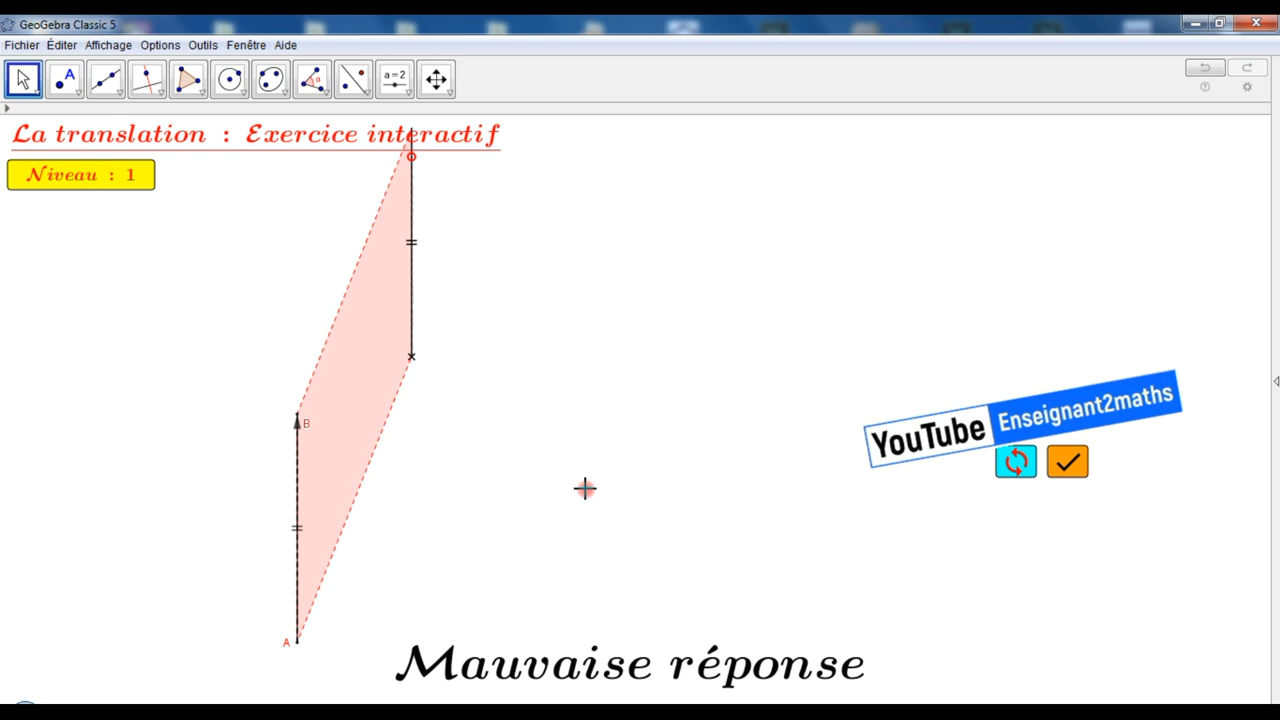 GeoGebra Classic 5
Fichier Éditer Affichage Options Outils Fenêtre Aide
A
α
a = 2
La translation : Exercice interactif
Niveau : 1
B
YouTube Enseignant2maths
A
Mauvaise réponse